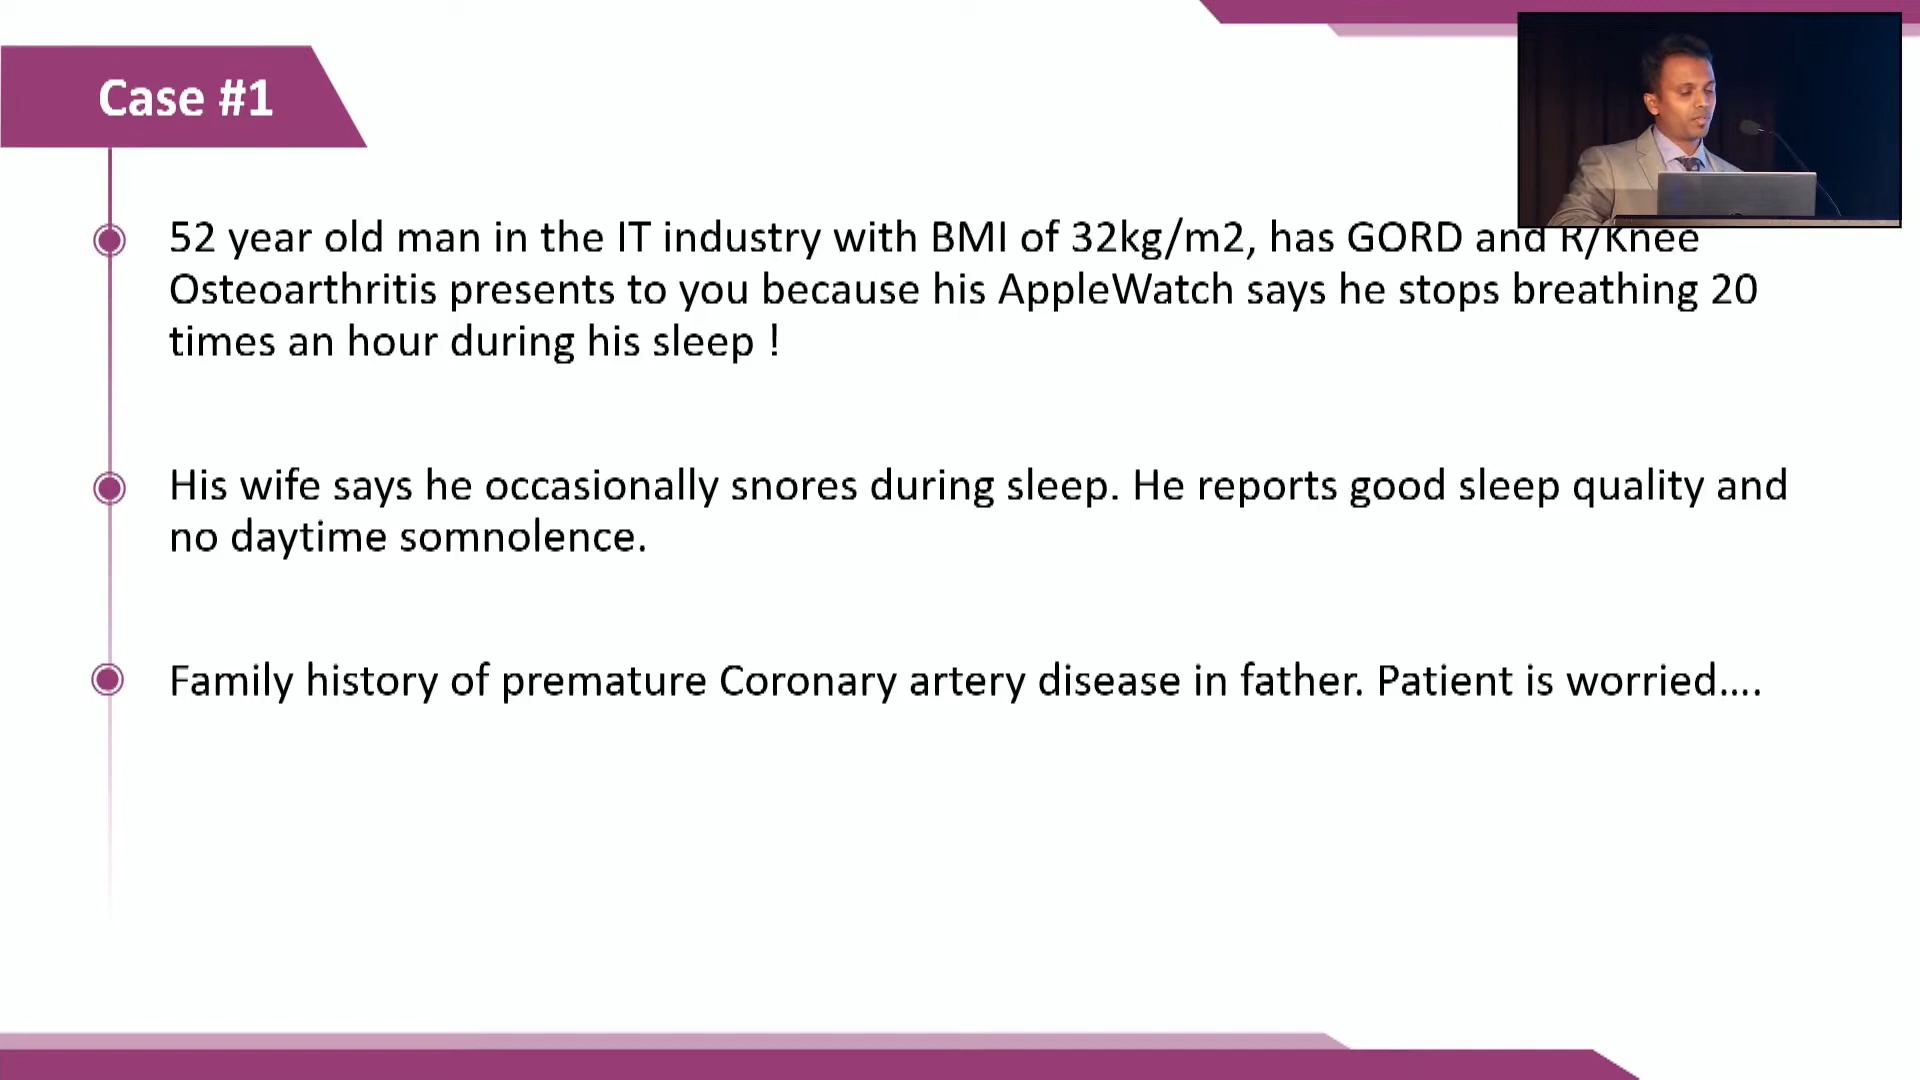 Case #1
52 year old man in the IT industry with BMI of 32kg/m2, has GORD and R/Knee
Osteoarthritis presents to you because his AppleWatch says he stops breathing 20
times an hour during his sleep !
His wife says he occasionally snores during sleep. He reports good sleep quality and
no daytime somnolence.
Family history of premature Coronary artery disease in father. Patient is worried....